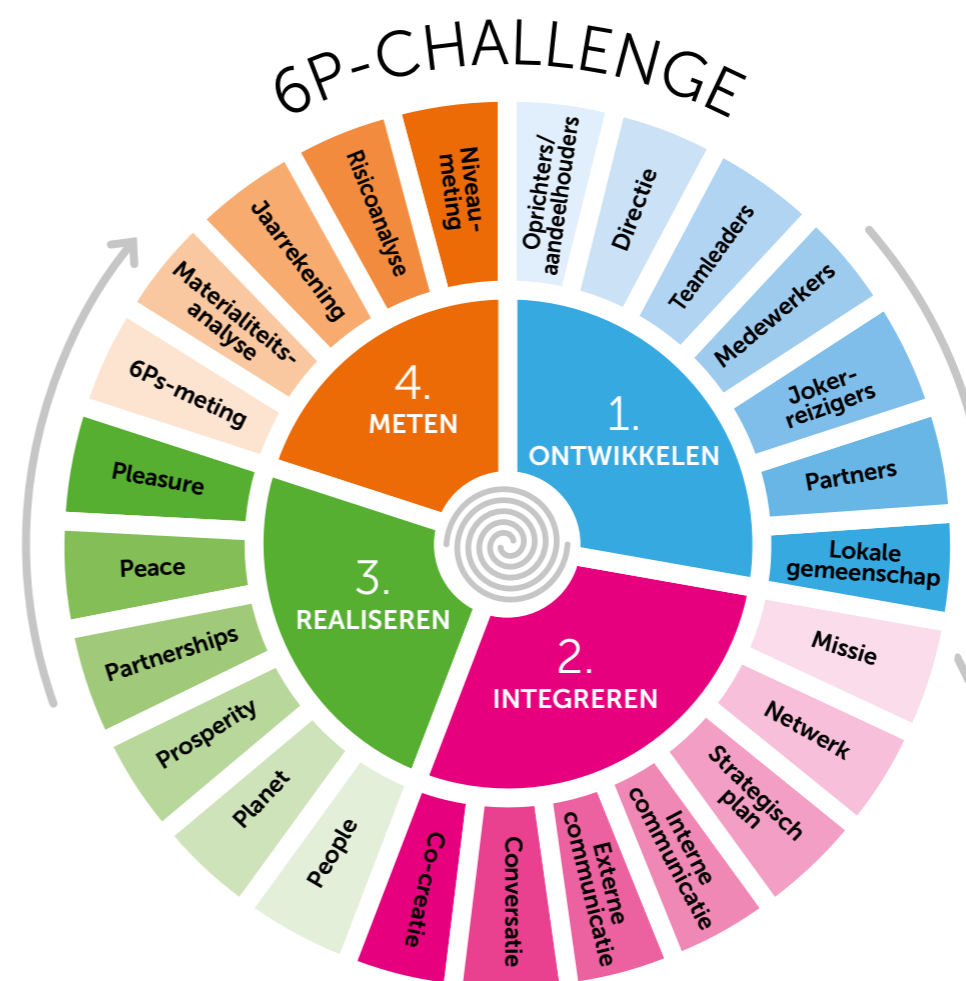 6P-CHALLENGE
1.
ONTWIKKELEN
Oprichters/
aandeelhouders
Directie
Teamleaders
Medewerkers
Joker-
reizigers
Partners
Lokale
gemeenschap
2.
INTEGREREN
Missie
Netwerk
Strategisch
plan
Interne
communicatie
Externe
communicatie
Conversatie
Co-creatie
3.
REALISEREN
People
Planet
Prosperity
Partnerships
Peace
Pleasure
4.
METEN
6Ps-meting
Materialiteits-
analyse
Jaarrekening
Risicoanalyse
Niveau-
meting